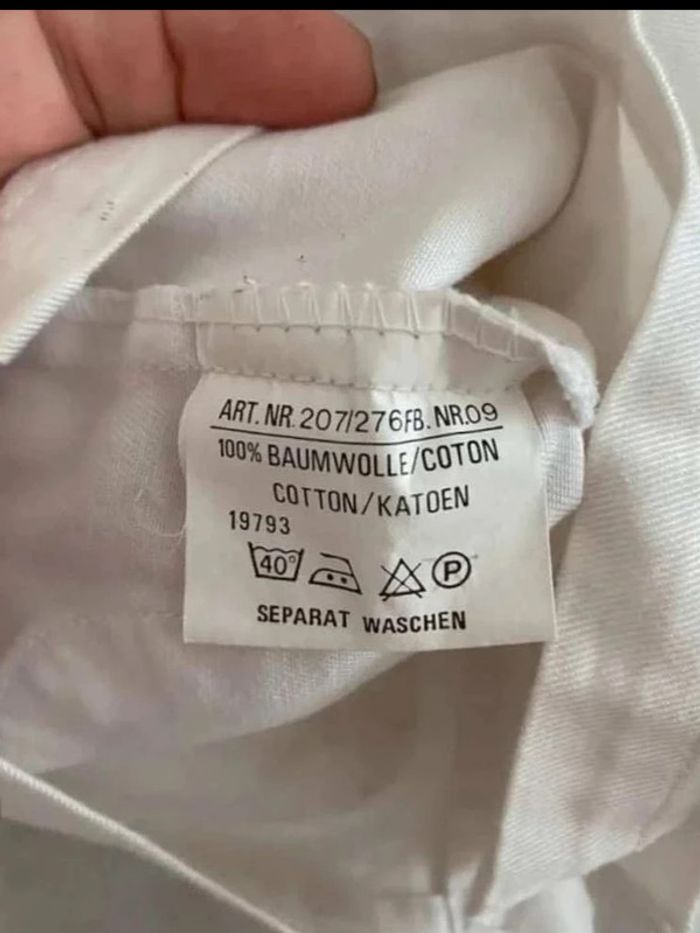 ART. NR. 207/276 FB. NR.09
100% BAUMWOLLE/COTON
COTTON/KATOEN
19793
40° P
SEPARAT WASCHEN